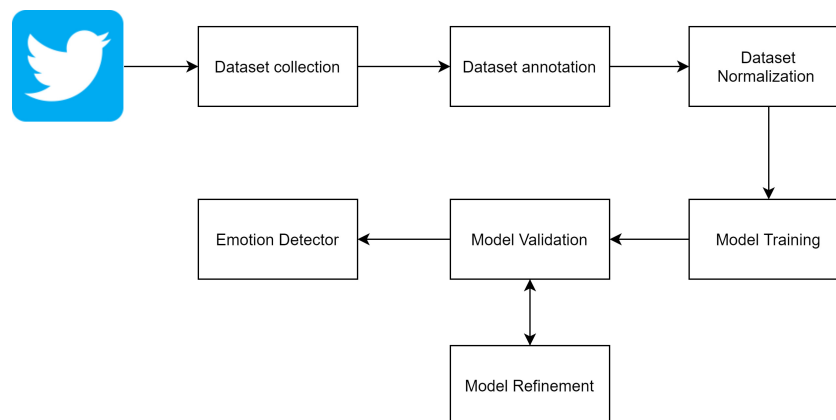 Dataset collection
Dataset annotation
Dataset
Normalization
Emotion Detector
Model Validation
Model Training
Model Refinement